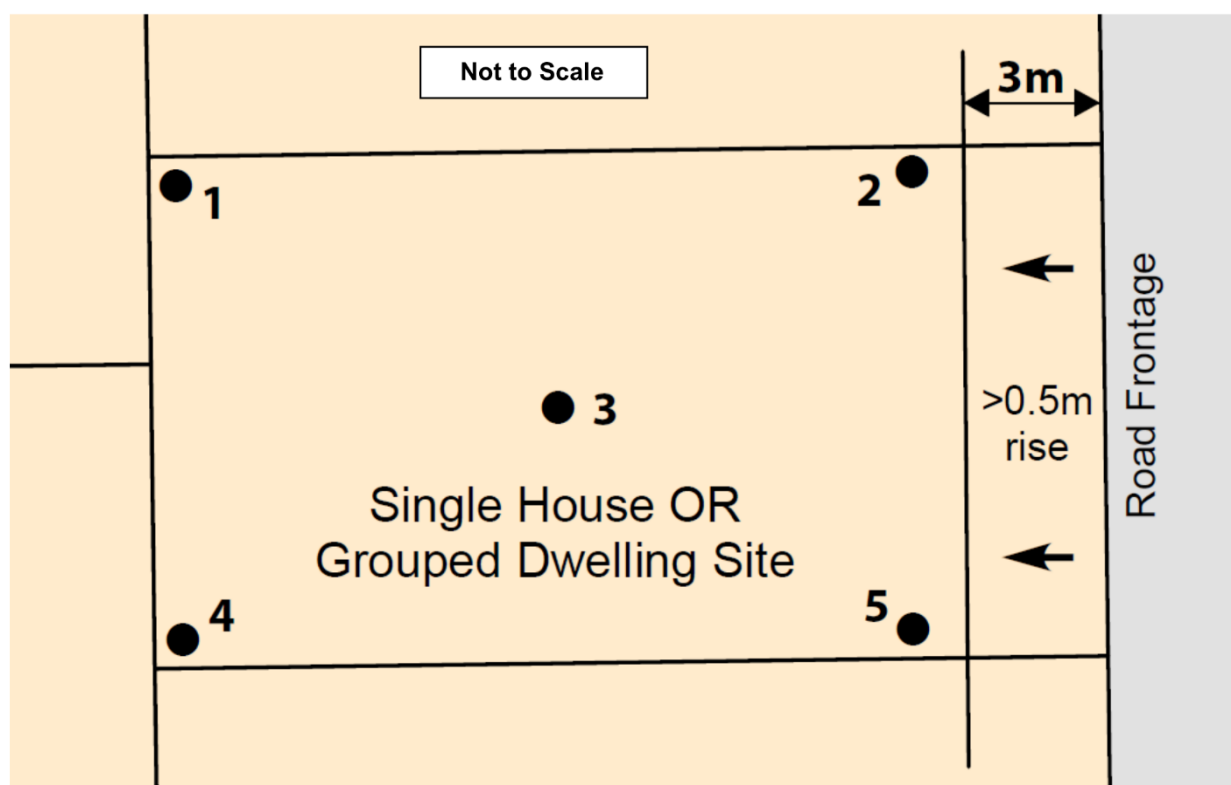 Not to Scale
3m
1
2
Road Frontage
>0.5m
rise
3
Single House OR
Grouped Dwelling Site
4
5